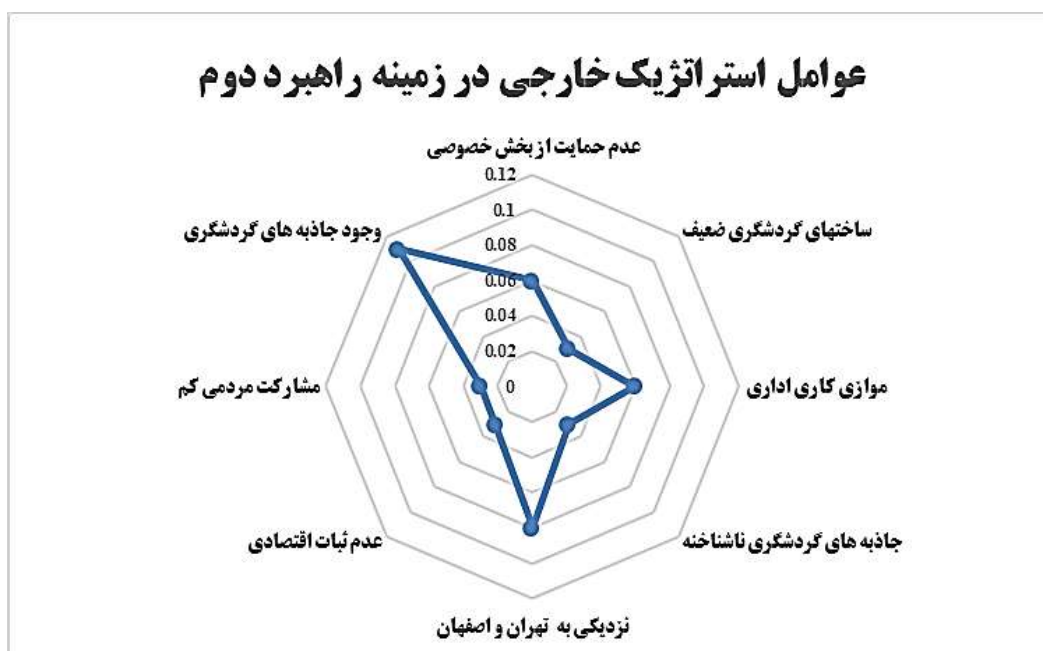 عوامل استراتژیک خارجی در زمینه راهبرد دوم
عدم حمایت از بخش خصوصی
0.12
0.1
0.08
0.06
0.04
0.02
0
ساختهای گردشگری ضعیف
موازی کاری اداری
جاذبه های گردشگری ناشناخته
نزدیکی به تهران و اصفهان
عدم ثبات اقتصادی
مشارکت مردمی کم
وجود جاذبه های گردشگری